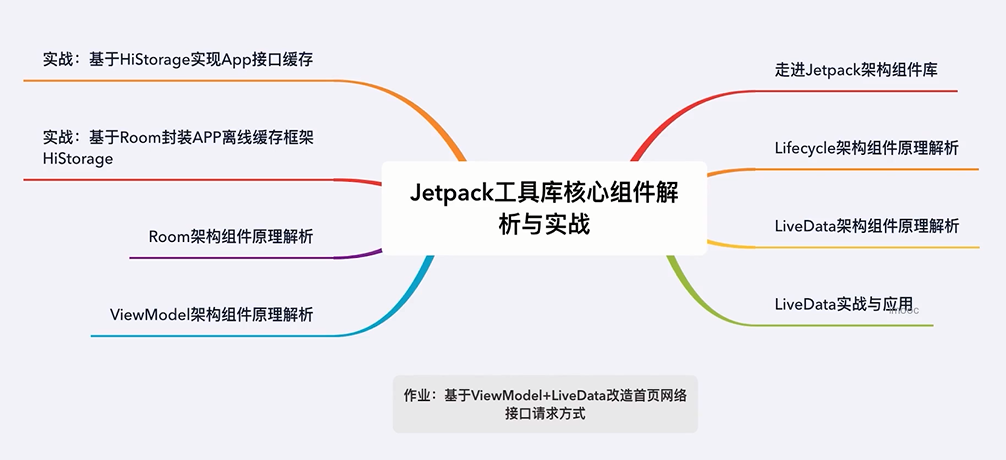 Jetpack工具库核心组件解
析与实战
走进Jetpack架构组件库
Lifecycle架构组件原理解析
LiveData架构组件原理解析
LiveData实战与应用
imooc
实战：基于HiStorage实现App接口缓存
实战：基于Room封装APP离线缓存框架
HiStorage
Room架构组件原理解析
ViewModel架构组件原理解析
作业：基于ViewModel+LiveData改造首页网络
接口请求方式